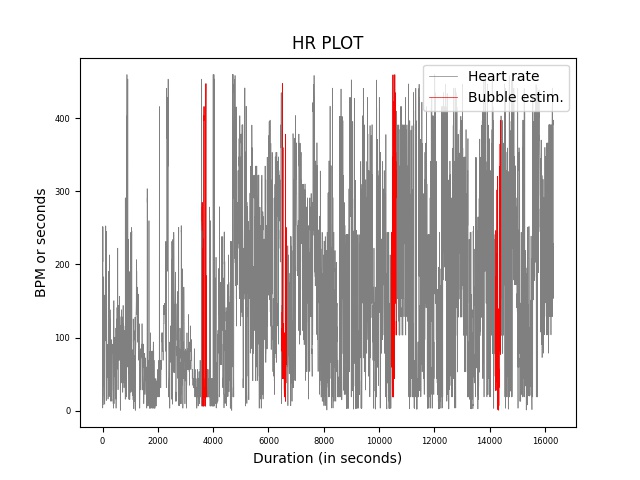 HR PLOT
Heart rate
Bubble estim.
BPM or seconds
400
300
200
100
0
0 2000 4000 6000 8000 10000 12000 14000 16000
Duration (in seconds)